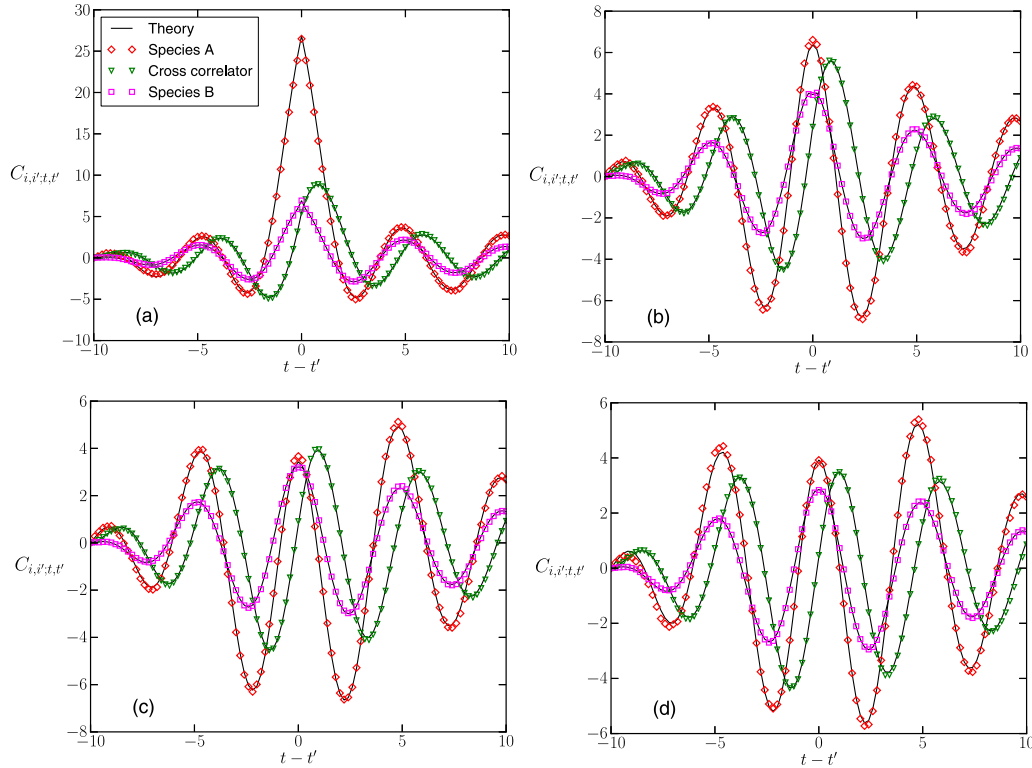 30
25
20
15
10
5
0
−5
−10
Theory
Species A
Cross correlator
Species B
C_{i,i′;t,t′}
(a)
−10 −5 0 5 10
t − t′
8
6
4
2
0
−2
−4
−6
−8
C_{i,i′;t,t′}
(b)
−10 −5 0 5 10
t − t′
6
4
2
0
−2
−4
−6
−8
C_{i,i′;t,t′}
(c)
−10 −5 0 5 10
t − t′
6
4
2
0
−2
−4
−6
C_{i,i′;t,t′}
(d)
−10 −5 0 5 10
t − t′